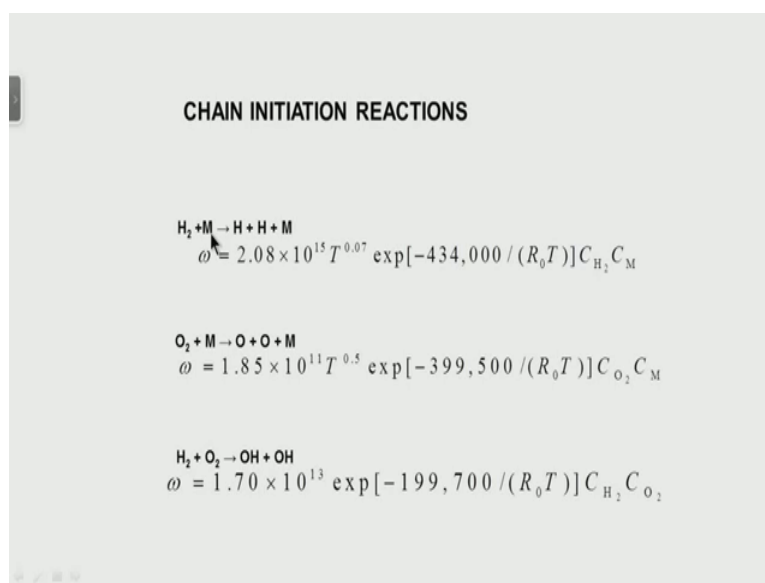 CHAIN INITIATION REACTIONS
H₂ +M → H + H + M
ω = 2.08 × 10¹⁵ T^0.07 exp[−434,000 / (R₀T)] C_H₂ C_M
O₂ + M → O + O + M
ω = 1.85 × 10¹¹ T^0.5 exp[−399,500 /(R₀T)] C_O₂ C_M
H₂ + O₂ → OH + OH
ω = 1.70 × 10¹³ exp[−199,700 /(R₀T)] C_H₂ C_O₂